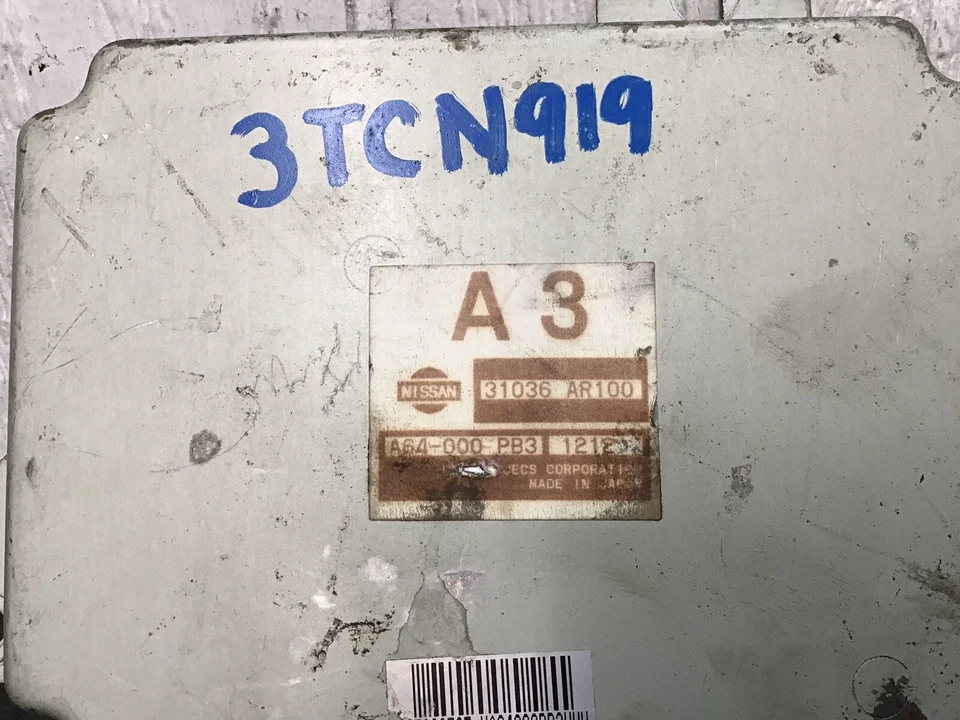 3TCN919
A 3
NISSAN
31036 AR100
A64-000 PB3
JECS CORPORATION
MADE IN JAPAN